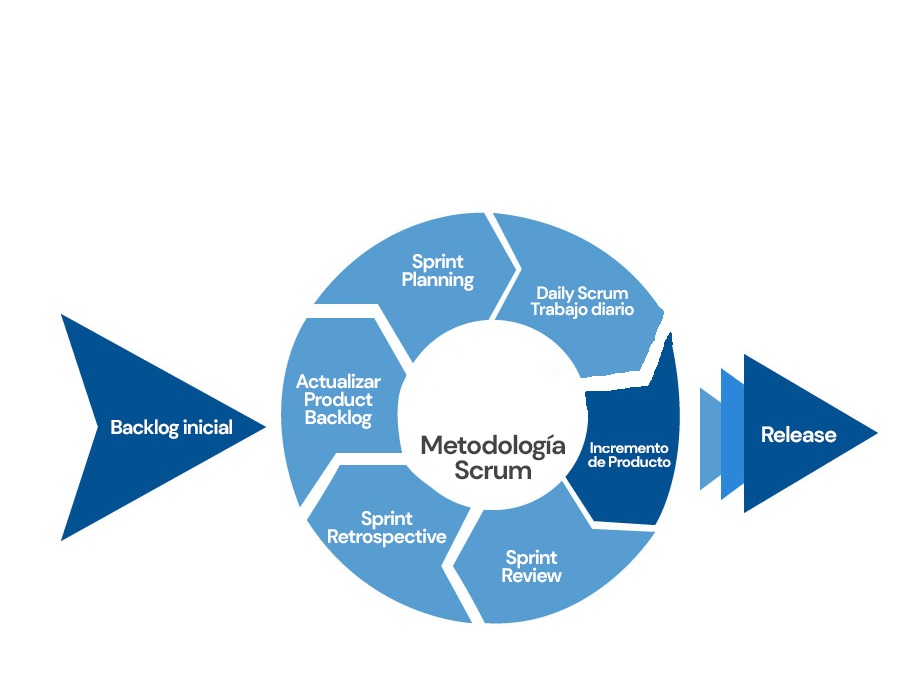 Backlog inicial
Sprint
Planning
Daily Scrum
Trabajo diario
Incremento
de Producto
Sprint
Review
Sprint
Retrospective
Actualizar
Product
Backlog
Metodología
Scrum
Release